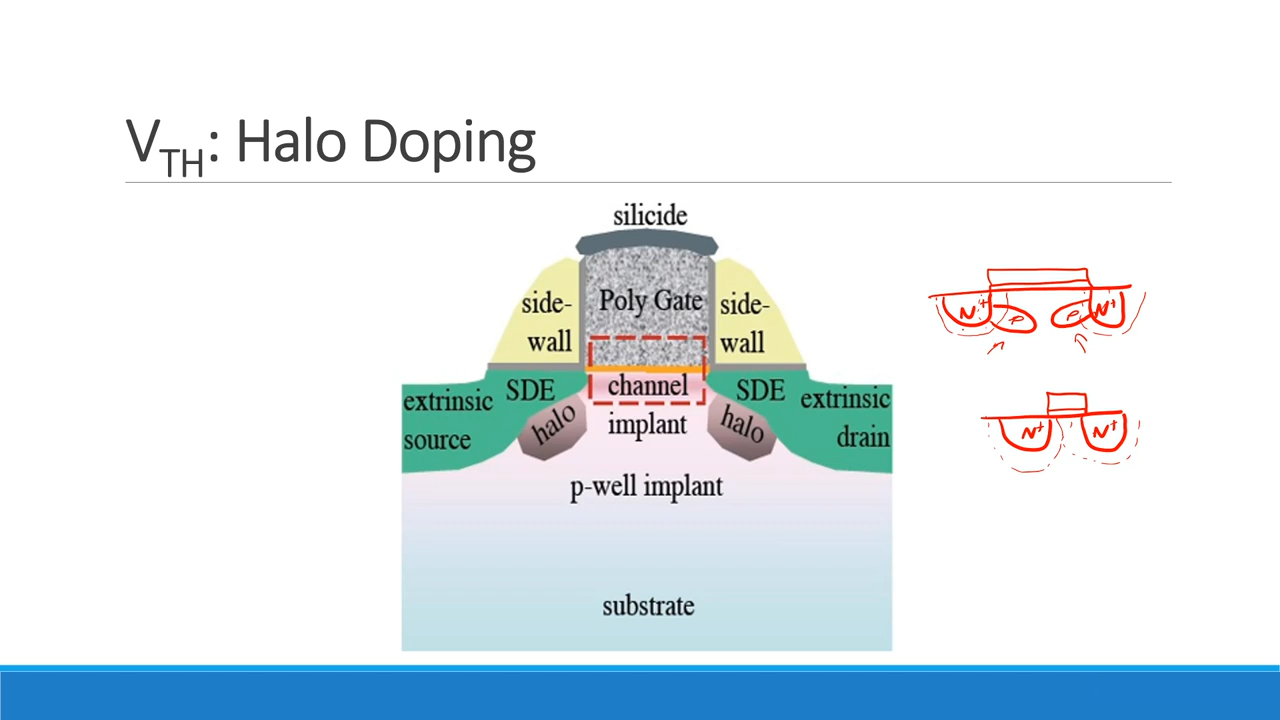 V_TH: Halo Doping
silicide
side-
wall
Poly Gate
side-
wall
extrinsic
source
SDE
channel
SDE
extrinsic
drain
halo
implant
halo
p-well implant
substrate
N+ P P N+
N+ N+